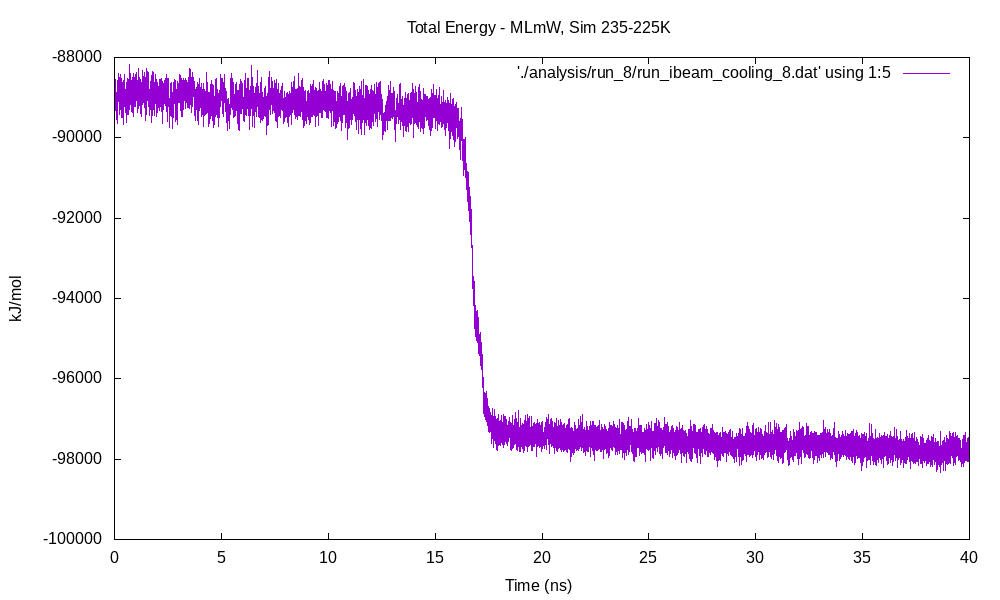 Total Energy - MLmW, Sim 235-225K
'./analysis/run_8/run_ibeam_cooling_8.dat' using 1:5
-88000
-90000
-92000
-94000
-96000
-98000
-100000
kJ/mol
0 5 10 15 20 25 30 35 40
Time (ns)